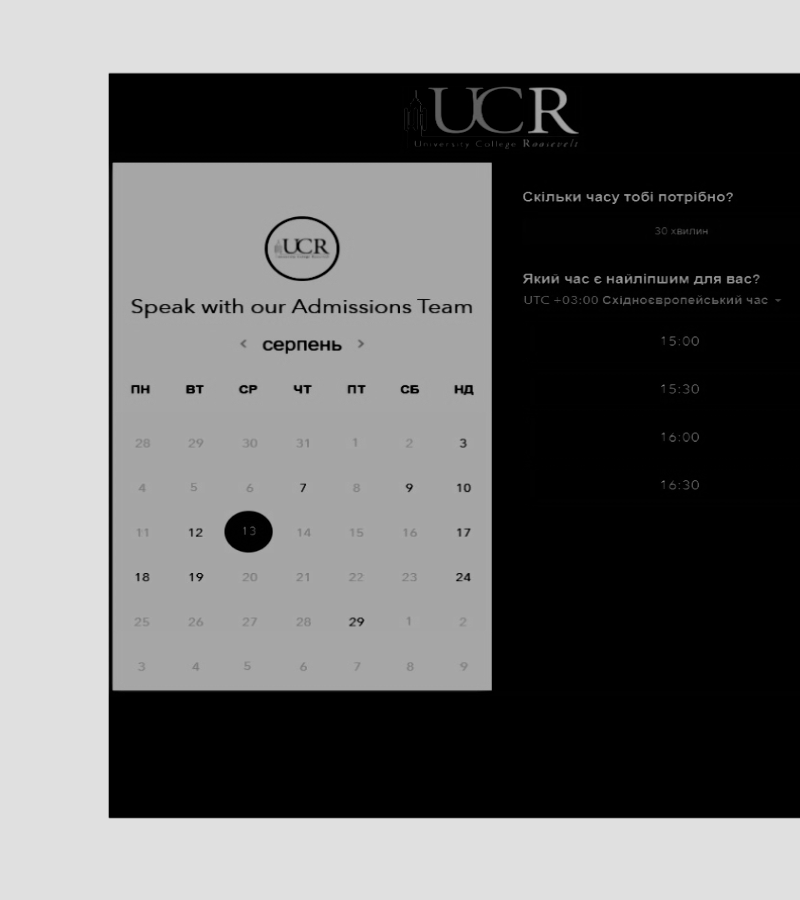 UCR
University College Roosevelt
UCR
Speak with our Admissions Team
серпень
ПН ВТ СР ЧТ ПТ СБ НД
28 29 30 31 1 2 3
4 5 6 7 8 9 10
11 12 13 14 15 16 17
18 19 20 21 22 23 24
25 26 27 28 29 1 2
3 4 5 6 7 8 9
Скільки часу тобі потрібно?
30 хвилин
Який час є найліпшим для вас?
UTC +03:00 Східноєвропейський час
15:00
15:30
16:00
16:30